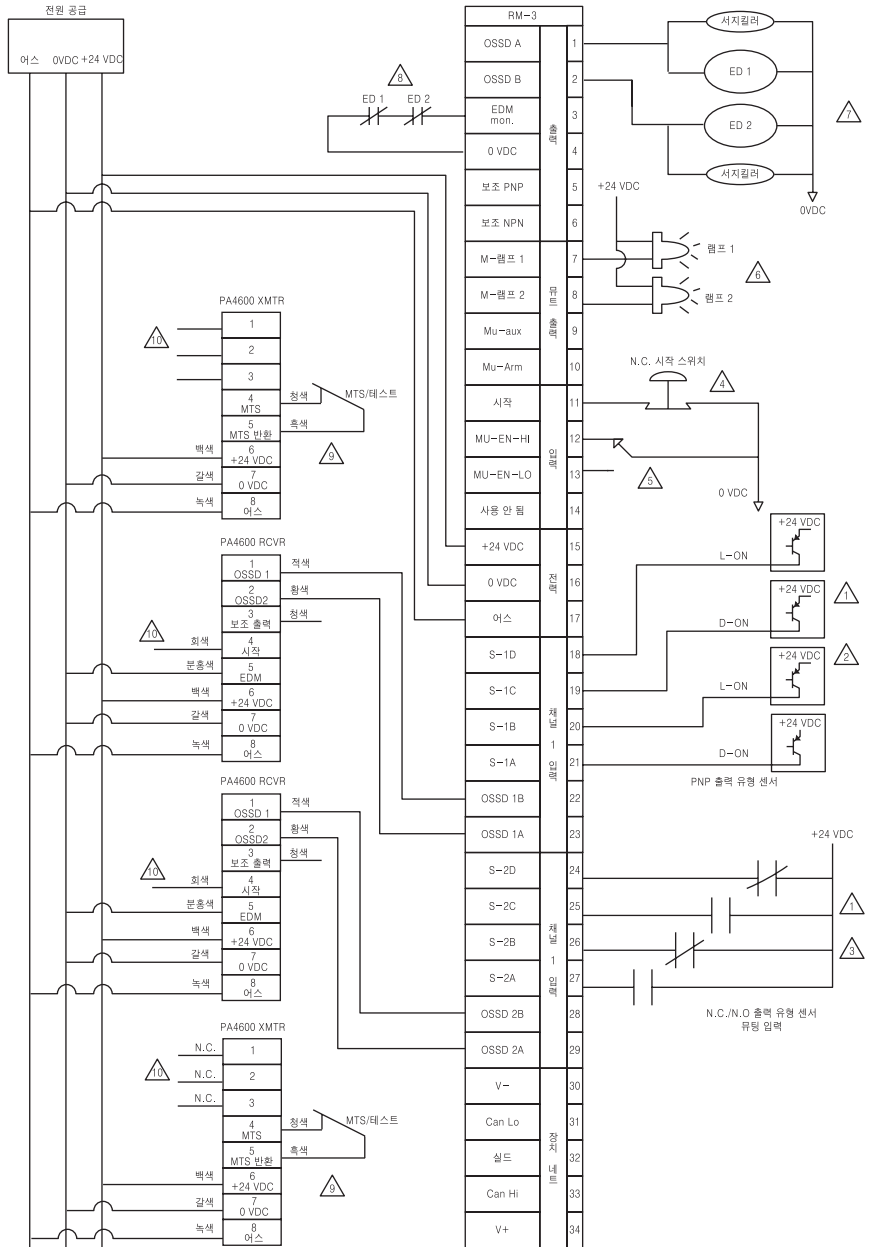 전원 공급
어스 0VDC +24 VDC
RM-3
OSSD A 1
OSSD B 2
EDM mon. 3
0 VDC 4
보조 PNP 5
보조 NPN 6
출력
M-램프 1 7
M-램프 2 8
Mu-aux 9
Mu-Arm 10
뮤트 출력
시작 11
MU-EN-HI 12
MU-EN-LO 13
사용 안 됨 14
입력
+24 VDC 15
0 VDC 16
어스 17
전력
S-1D 18
S-1C 19
S-1B 20
S-1A 21
OSSD 1B 22
OSSD 1A 23
채널 1 입력
S-2D 24
S-2C 25
S-2B 26
S-2A 27
OSSD 2B 28
OSSD 2A 29
채널 1 입력
V- 30
Can Lo 31
실드 32
Can Hi 33
V+ 34
장치 네트
8
ED 1 ED 2
서지킬러
ED 1
ED 2
서지킬러
7
0VDC
+24 VDC
램프 1
6
램프 2
N.C. 시작 스위치
4
5
0 VDC
+24 VDC
L-ON
+24 VDC
1
D-ON
+24 VDC
2
L-ON
+24 VDC
D-ON
PNP 출력 유형 센서
+24 VDC
1
3
N.C./N.O 출력 유형 센서
뮤팅 입력
PA4600 XMTR
10
1
2
3
4
MTS
청색
MTS/테스트
5
MTS 반환
흑색
9
백색
6
+24 VDC
갈색
7
0 VDC
녹색
8
어스
PA4600 RCVR
1
OSSD 1
적색
2
OSSD2
황색
3
보조 출력
청색
10
회색
4
시작
분홍색
5
EDM
백색
6
+24 VDC
갈색
7
0 VDC
녹색
8
어스
PA4600 RCVR
1
OSSD 1
적색
2
OSSD2
황색
3
보조 출력
청색
10
회색
4
시작
분홍색
5
EDM
백색
6
+24 VDC
갈색
7
0 VDC
녹색
8
어스
PA4600 XMTR
N.C. 1
10
N.C. 2
N.C. 3
4
MTS
청색
MTS/테스트
5
MTS 반환
흑색
9
백색
6
+24 VDC
갈색
7
0 VDC
녹색
8
어스